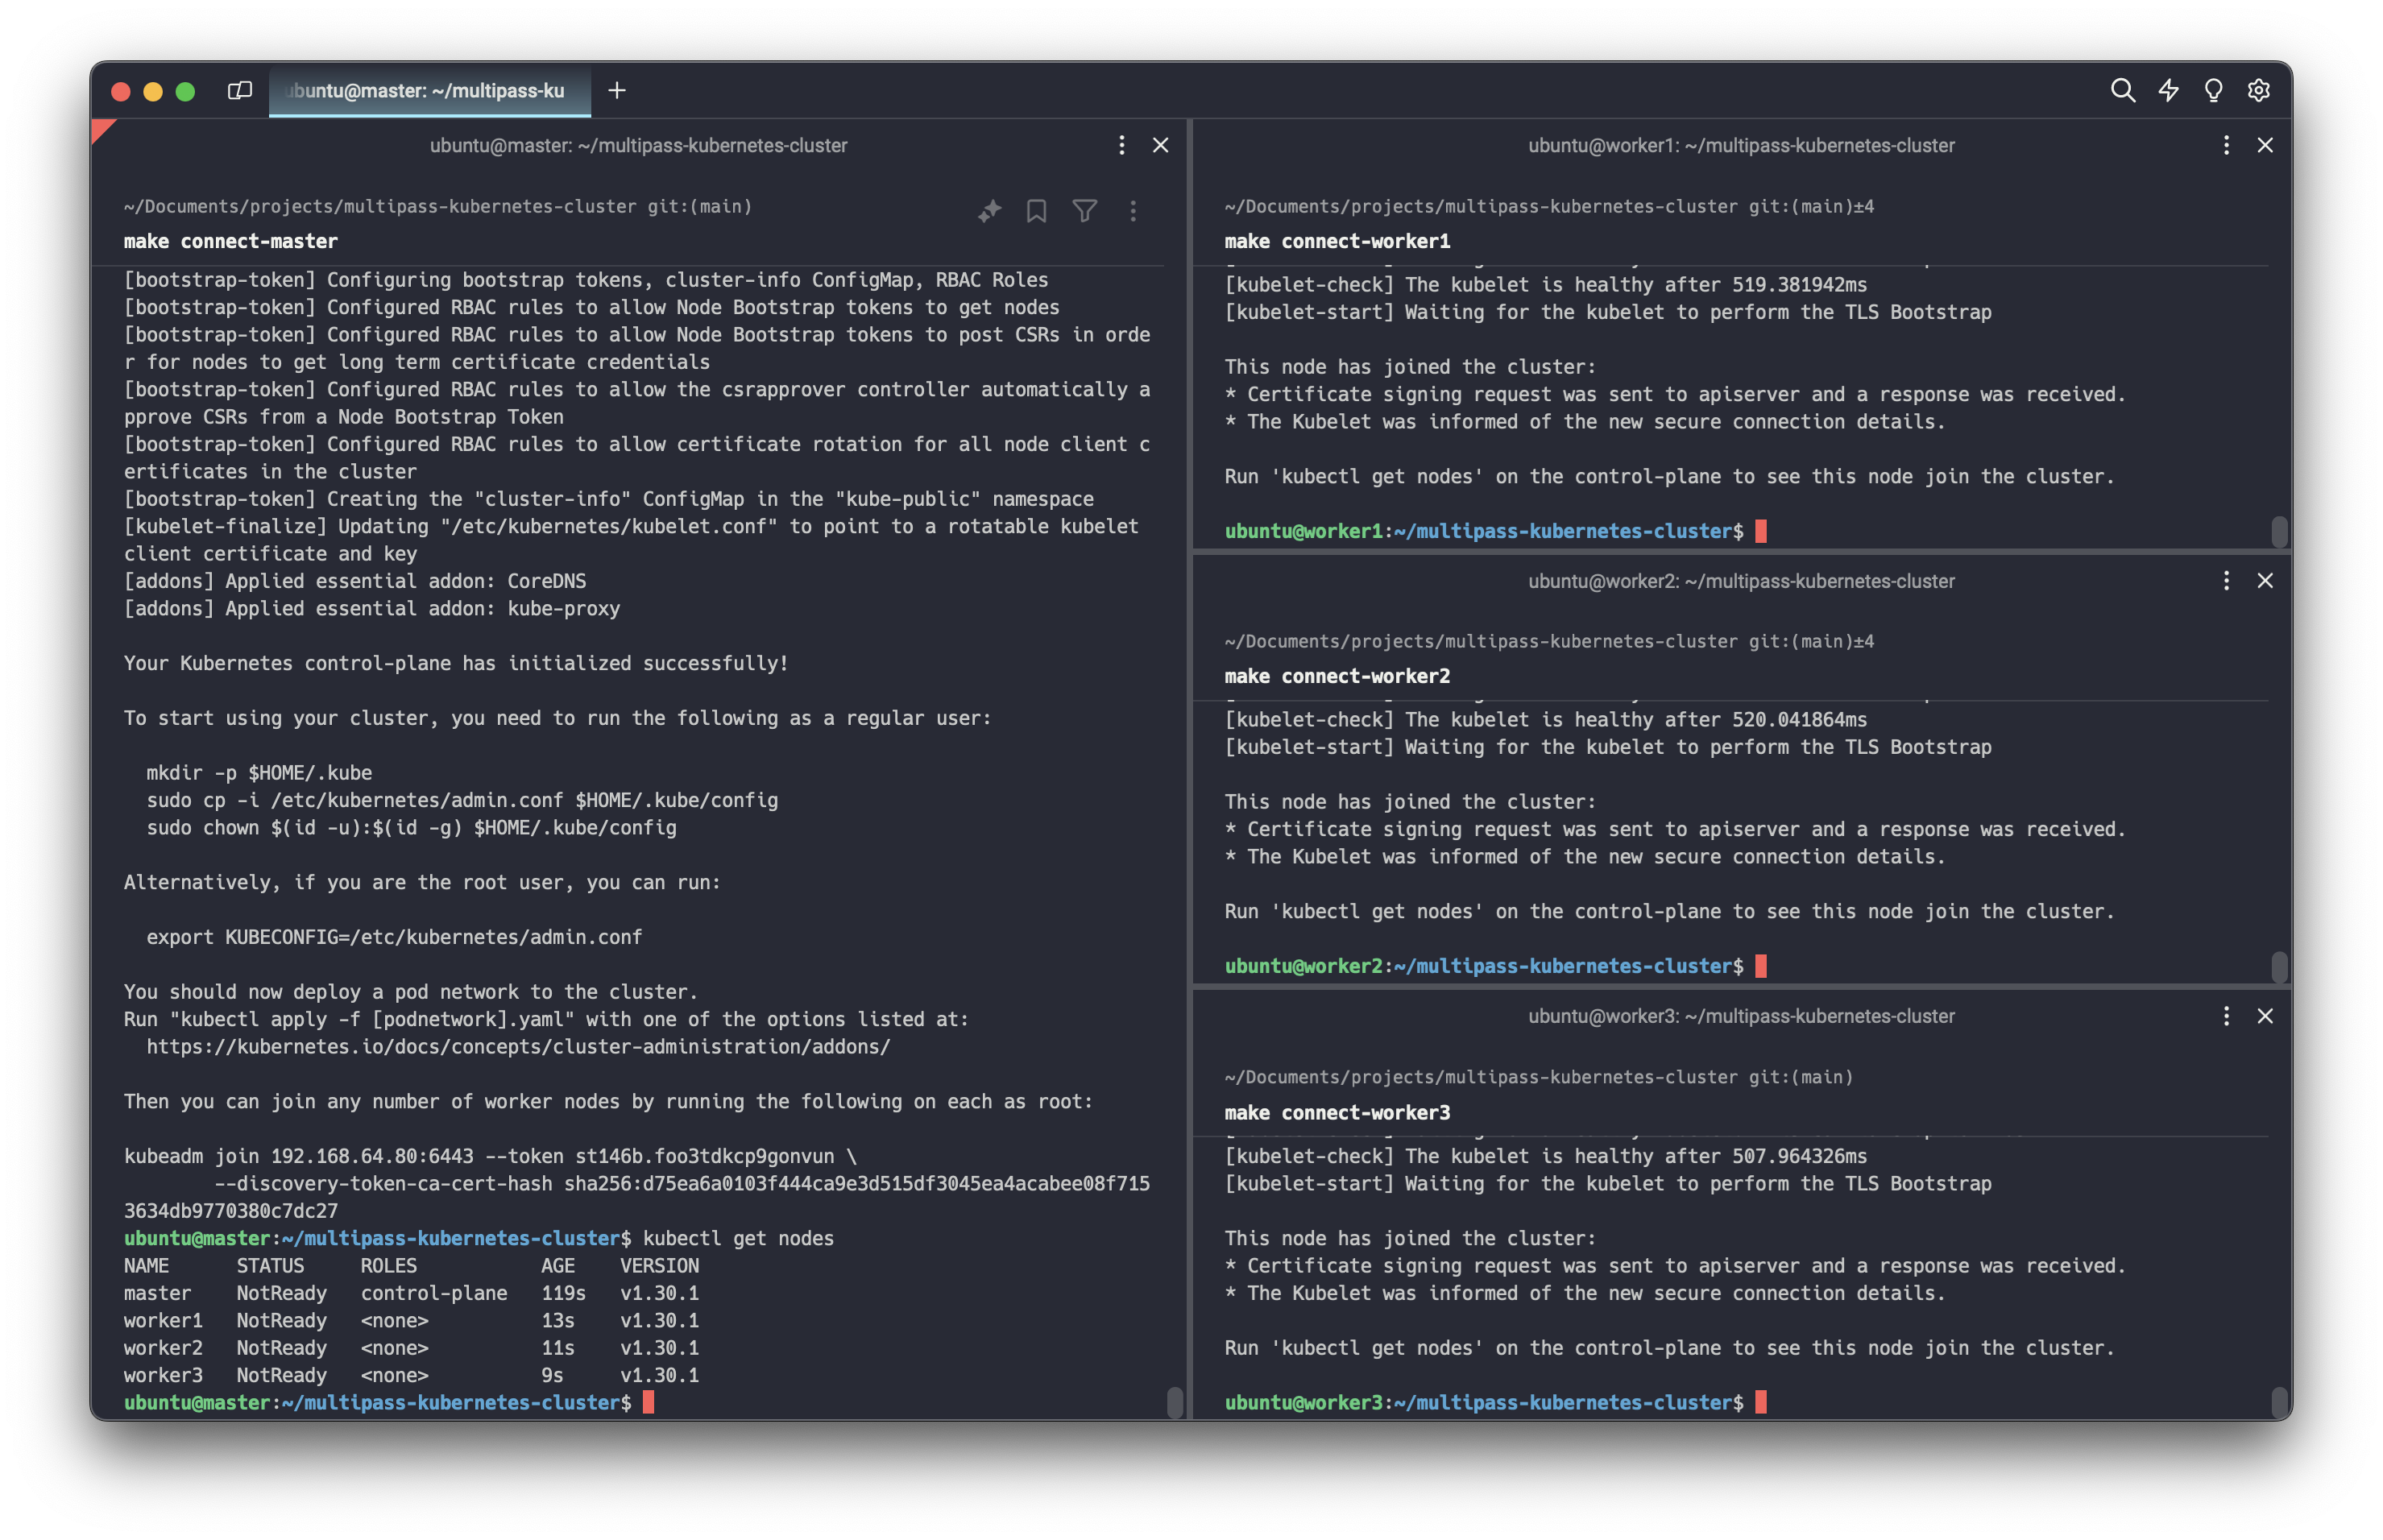 ubuntu@master: ~/multipass-ku
ubuntu@master: ~/multipass-kubernetes-cluster
~/Documents/projects/multipass-kubernetes-cluster git:(main)
make connect-master
[bootstrap-token] Configuring bootstrap tokens, cluster-info ConfigMap, RBAC Roles
[bootstrap-token] Configured RBAC rules to allow Node Bootstrap tokens to get nodes
[bootstrap-token] Configured RBAC rules to allow Node Bootstrap tokens to post CSRs in orde
r for nodes to get long term certificate credentials
[bootstrap-token] Configured RBAC rules to allow the csrapprover controller automatically a
pprove CSRs from a Node Bootstrap Token
[bootstrap-token] Configured RBAC rules to allow certificate rotation for all node client c
ertificates in the cluster
[bootstrap-token] Creating the "cluster-info" ConfigMap in the "kube-public" namespace
[kubelet-finalize] Updating "/etc/kubernetes/kubelet.conf" to point to a rotatable kubelet
client certificate and key
[addons] Applied essential addon: CoreDNS
[addons] Applied essential addon: kube-proxy
Your Kubernetes control-plane has initialized successfully!
To start using your cluster, you need to run the following as a regular user:
mkdir -p $HOME/.kube
sudo cp -i /etc/kubernetes/admin.conf $HOME/.kube/config
sudo chown $(id -u):$(id -g) $HOME/.kube/config
Alternatively, if you are the root user, you can run:
export KUBECONFIG=/etc/kubernetes/admin.conf
You should now deploy a pod network to the cluster.
Run "kubectl apply -f [podnetwork].yaml" with one of the options listed at:
https://kubernetes.io/docs/concepts/cluster-administration/addons/
Then you can join any number of worker nodes by running the following on each as root:
kubeadm join 192.168.64.80:6443 --token st146b.foo3tdkcp9gonvun \
--discovery-token-ca-cert-hash sha256:d75ea6a0103f444ca9e3d515df3045ea4acabee08f715
3634db9770380c7dc27
ubuntu@master:~/multipass-kubernetes-cluster$ kubectl get nodes
NAME STATUS ROLES AGE VERSION
master NotReady control-plane 119s v1.30.1
worker1 NotReady <none> 13s v1.30.1
worker2 NotReady <none> 11s v1.30.1
worker3 NotReady <none> 9s v1.30.1
ubuntu@master:~/multipass-kubernetes-cluster$
ubuntu@worker1: ~/multipass-kubernetes-cluster
~/Documents/projects/multipass-kubernetes-cluster git:(main)±4
make connect-worker1
[kubelet-check] The kubelet is healthy after 519.381942ms
[kubelet-start] Waiting for the kubelet to perform the TLS Bootstrap
This node has joined the cluster:
* Certificate signing request was sent to apiserver and a response was received.
* The Kubelet was informed of the new secure connection details.
Run 'kubectl get nodes' on the control-plane to see this node join the cluster.
ubuntu@worker1:~/multipass-kubernetes-cluster$
ubuntu@worker2: ~/multipass-kubernetes-cluster
~/Documents/projects/multipass-kubernetes-cluster git:(main)±4
make connect-worker2
[kubelet-check] The kubelet is healthy after 520.041864ms
[kubelet-start] Waiting for the kubelet to perform the TLS Bootstrap
This node has joined the cluster:
* Certificate signing request was sent to apiserver and a response was received.
* The Kubelet was informed of the new secure connection details.
Run 'kubectl get nodes' on the control-plane to see this node join the cluster.
ubuntu@worker2:~/multipass-kubernetes-cluster$
ubuntu@worker3: ~/multipass-kubernetes-cluster
~/Documents/projects/multipass-kubernetes-cluster git:(main)
make connect-worker3
[kubelet-check] The kubelet is healthy after 507.964326ms
[kubelet-start] Waiting for the kubelet to perform the TLS Bootstrap
This node has joined the cluster:
* Certificate signing request was sent to apiserver and a response was received.
* The Kubelet was informed of the new secure connection details.
Run 'kubectl get nodes' on the control-plane to see this node join the cluster.
ubuntu@worker3:~/multipass-kubernetes-cluster$